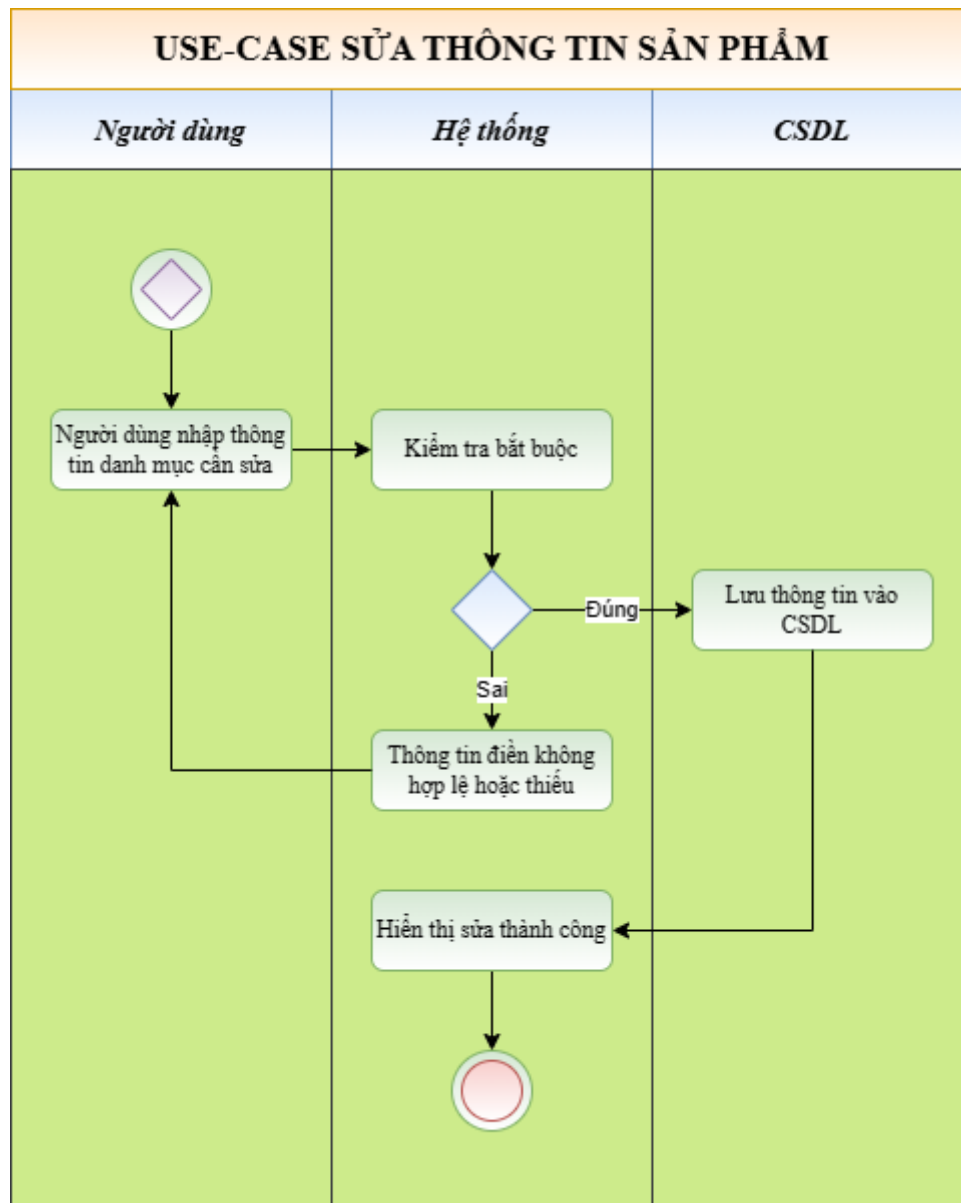 USE-CASE SỬA THÔNG TIN SẢN PHẨM
Người dùng
Hệ thống
CSDL
Người dùng nhập thông
tin danh mục cần sửa
Kiểm tra bắt buộc
Đúng
Lưu thông tin vào
CSDL
Sai
Thông tin điền không
hợp lệ hoặc thiếu
Hiển thị sửa thành công